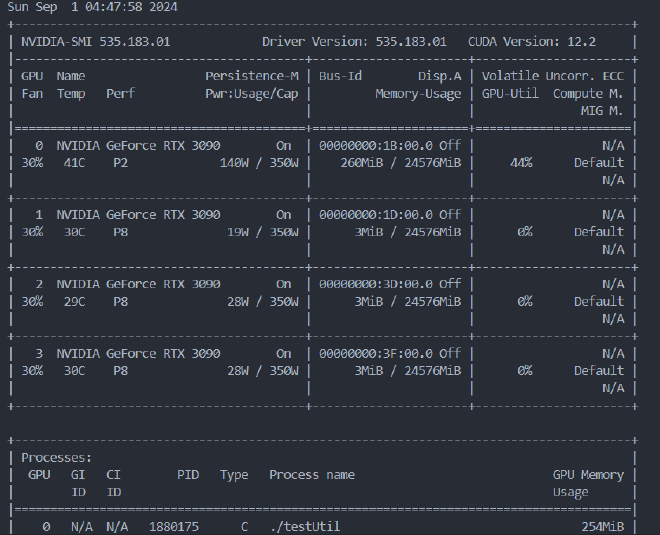 Sun Sep  1 04:47:58 2024
+---------------------------------------------------------------------------------------+
| NVIDIA-SMI 535.183.01             Driver Version: 535.183.01   CUDA Version: 12.2     |
|-----------------------------------------+----------------------+----------------------+
| GPU  Name                 Persistence-M | Bus-Id        Disp.A | Volatile Uncorr. ECC |
| Fan  Temp   Perf          Pwr:Usage/Cap |         Memory-Usage | GPU-Util  Compute M. |
|                                         |                      |               MIG M. |
|=========================================+======================+======================|
|   0  NVIDIA GeForce RTX 3090        On  | 00000000:1B:00.0 Off |                  N/A |
| 30%   41C    P2             140W / 350W |    260MiB / 24576MiB |     44%      Default |
|                                         |                      |                  N/A |
+-----------------------------------------+----------------------+----------------------+
|   1  NVIDIA GeForce RTX 3090        On  | 00000000:1D:00.0 Off |                  N/A |
| 30%   30C    P8              19W / 350W |      3MiB / 24576MiB |      0%      Default |
|                                         |                      |                  N/A |
+-----------------------------------------+----------------------+----------------------+
|   2  NVIDIA GeForce RTX 3090        On  | 00000000:3D:00.0 Off |                  N/A |
| 30%   29C    P8              28W / 350W |      3MiB / 24576MiB |      0%      Default |
|                                         |                      |                  N/A |
+-----------------------------------------+----------------------+----------------------+
|   3  NVIDIA GeForce RTX 3090        On  | 00000000:3F:00.0 Off |                  N/A |
| 30%   30C    P8              28W / 350W |      3MiB / 24576MiB |      0%      Default |
|                                         |                      |                  N/A |
+-----------------------------------------+----------------------+----------------------+
+---------------------------------------------------------------------------------------+
| Processes:                                                                            |
|  GPU   GI   CI        PID   Type   Process name                            GPU Memory |
|        ID   ID                                                             Usage      |
|=======================================================================================|
|    0   N/A  N/A   1880175      C   ./testUtil                                  254MiB |